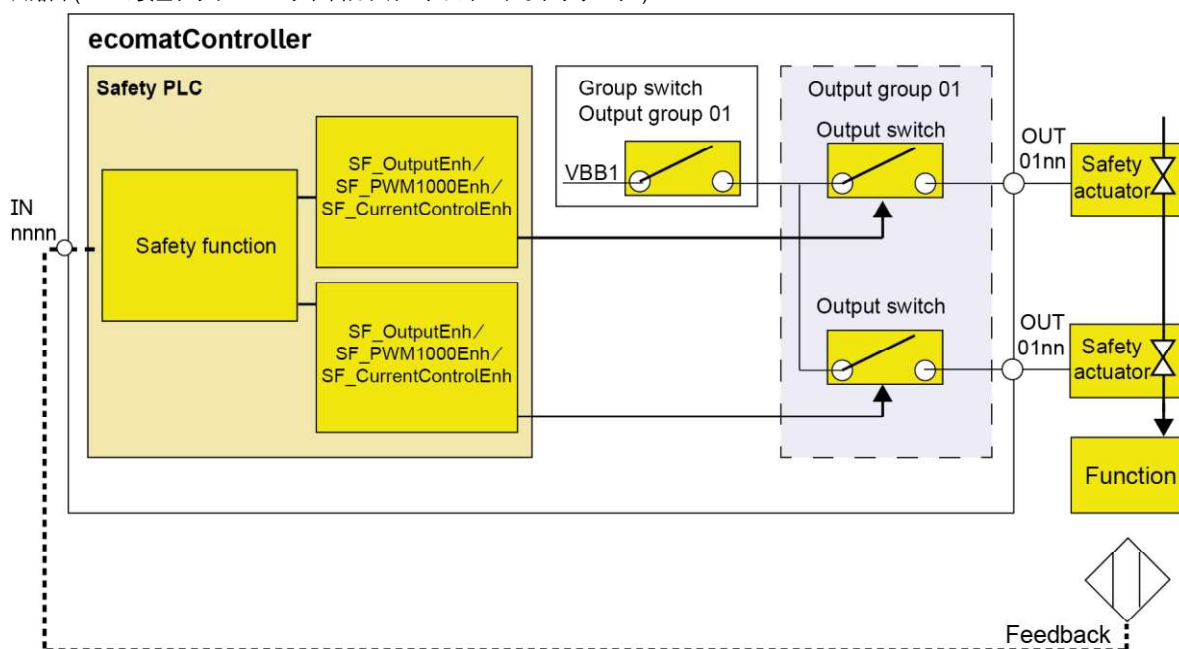 ecomatController
Safety PLC
Group switch
Output group 01
VBB1
Output group 01
Output switch
OUT
01nn
Safety
actuator
IN
nnnn
Safety function
SF_OutputEnh/
SF_PWM1000Enh/
SF_CurrentControlEnh
SF_OutputEnh/
SF_PWM1000Enh/
SF_CurrentControlEnh
Output switch
OUT
01nn
Safety
actuator
Function
Feedback